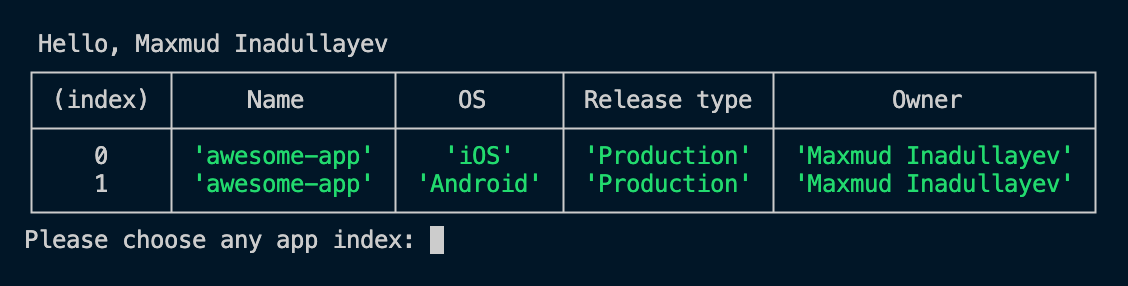 Hello, Maxmud Inadullayev
(index) Name OS Release type Owner
0 'awesome-app' 'iOS' 'Production' 'Maxmud Inadullayev'
1 'awesome-app' 'Android' 'Production' 'Maxmud Inadullayev'
Please choose any app index: